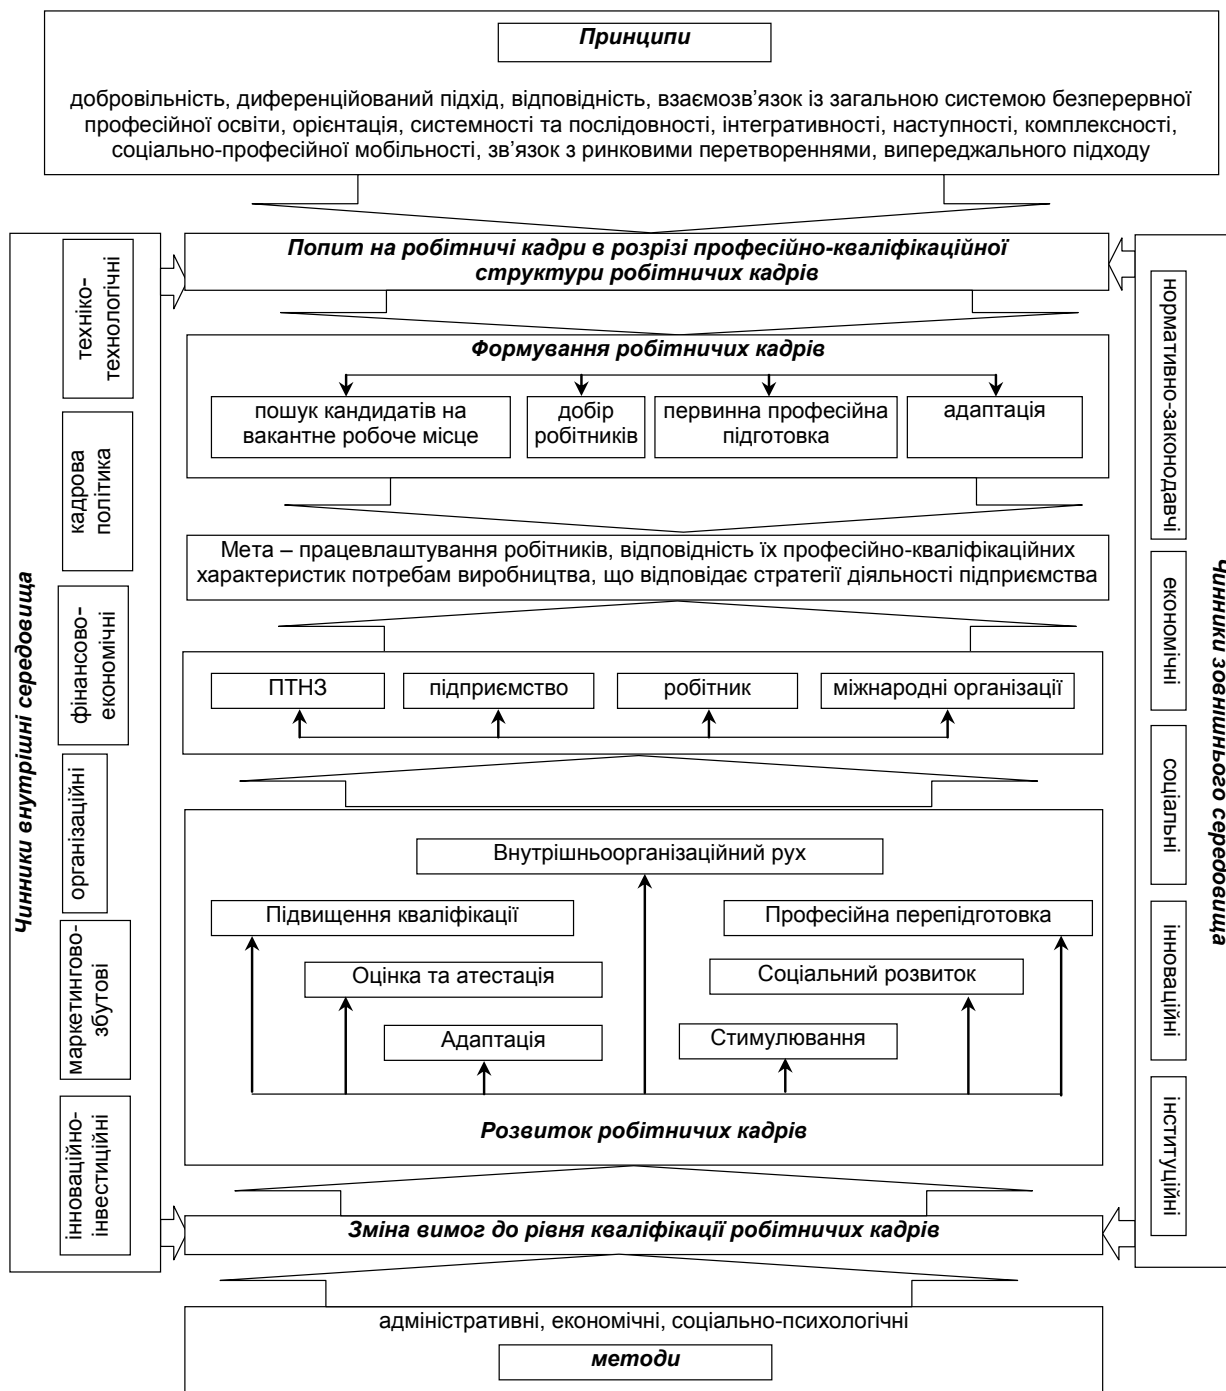 Принципи
добровільність, диференційований підхід, відповідність, взаємозв'язок із загальною системою безперервної
професійної освіти, орієнтація, системності та послідовності, інтегративності, наступності, комплексності,
соціально-професійної мобільності, зв'язок з ринковими перетвореннями, випереджального підходу
Чинники внутрішні середовища
техніко-
технологічні
кадрова
політика
фінансово-
економічні
організаційні
маркетингово-
збутові
інноваційно-
інвестиційні
Попит на робітничі кадри в розрізі професійно-кваліфікаційної
структури робітничих кадрів
Формування робітничих кадрів
пошук кандидатів на
вакантне робоче місце
добір
робітників
первинна професійна
підготовка
адаптація
Мета – працевлаштування робітників, відповідність їх професійно-кваліфікаційних
характеристик потребам виробництва, що відповідає стратегії діяльності підприємства
ПТНЗ
підприємство
робітник
міжнародні організації
Внутрішньоорганізаційний рух
Підвищення кваліфікації
Професійна перепідготовка
Оцінка та атестація
Соціальний розвиток
Адаптація
Стимулювання
Розвиток робітничих кадрів
Зміна вимог до рівня кваліфікації робітничих кадрів
адміністративні, економічні, соціально-психологічні
методи
нормативно-законодавчі
економічні
соціальні
інноваційні
інституційні
Чинники зовнішнього середовища